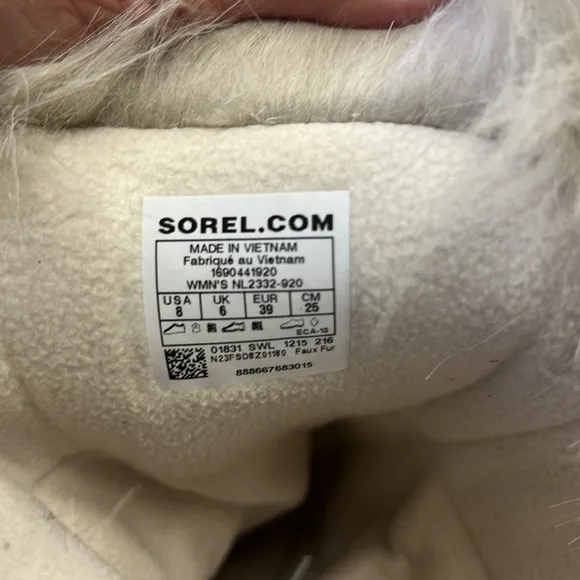 SOREL.COM
MADE IN VIETNAM
Fabriqué au Vietnam
1690441920
WMN'S NL2332-920
USA UK EUR CM
8 6 39 25
ECA-10
01831 SWL 1215 216
N23FSD8Z01180 Faux Fur
888667683015